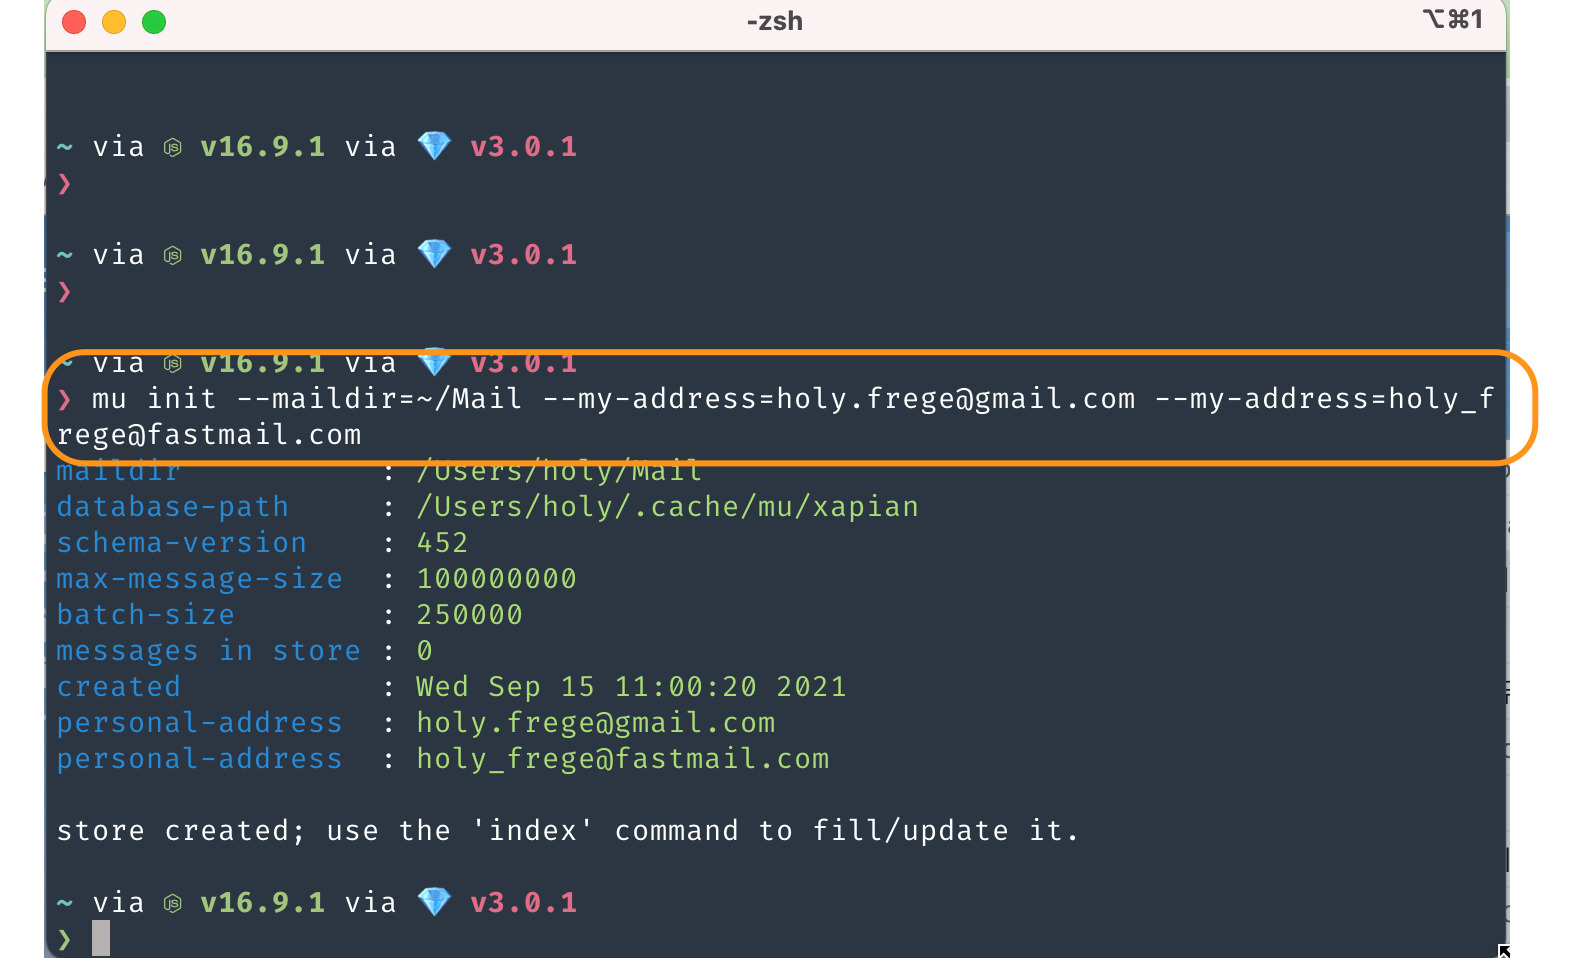 -zsh
⌥⌘1
~ via v16.9.1 via 💎 v3.0.1
❯
~ via v16.9.1 via 💎 v3.0.1
❯
~ via v16.9.1 via 💎 v3.0.1
❯ mu init --maildir=~/Mail --my-address=holy.frege@gmail.com --my-address=holy_f
rege@fastmail.com
maildir : /Users/holy/Mail
database-path : /Users/holy/.cache/mu/xapian
schema-version : 452
max-message-size : 100000000
batch-size : 250000
messages in store : 0
created : Wed Sep 15 11:00:20 2021
personal-address : holy.frege@gmail.com
personal-address : holy_frege@fastmail.com
store created; use the 'index' command to fill/update it.
~ via v16.9.1 via 💎 v3.0.1
❯